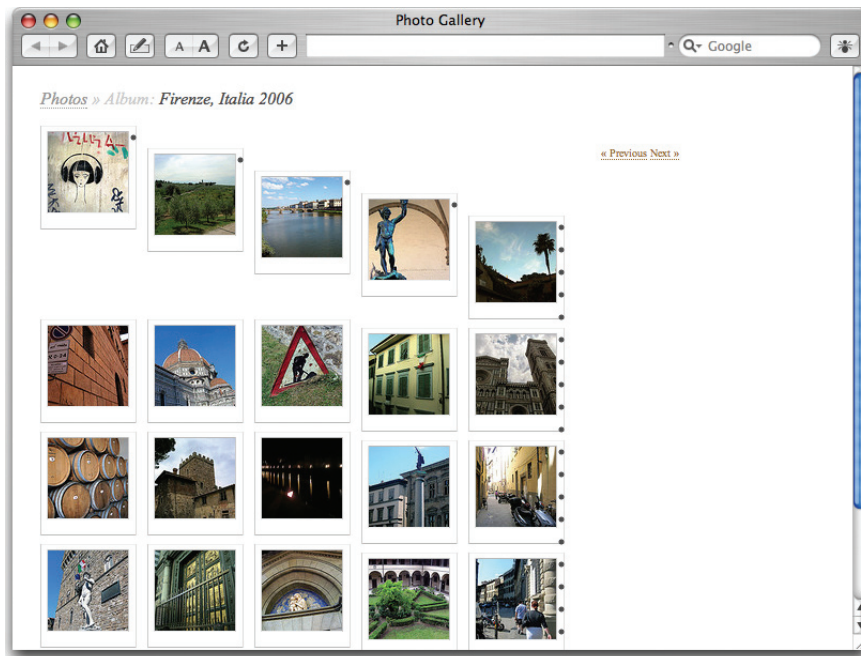 Photo Gallery
A A
Google
Photos » Album: Firenze, Italia 2006
« Previous Next »